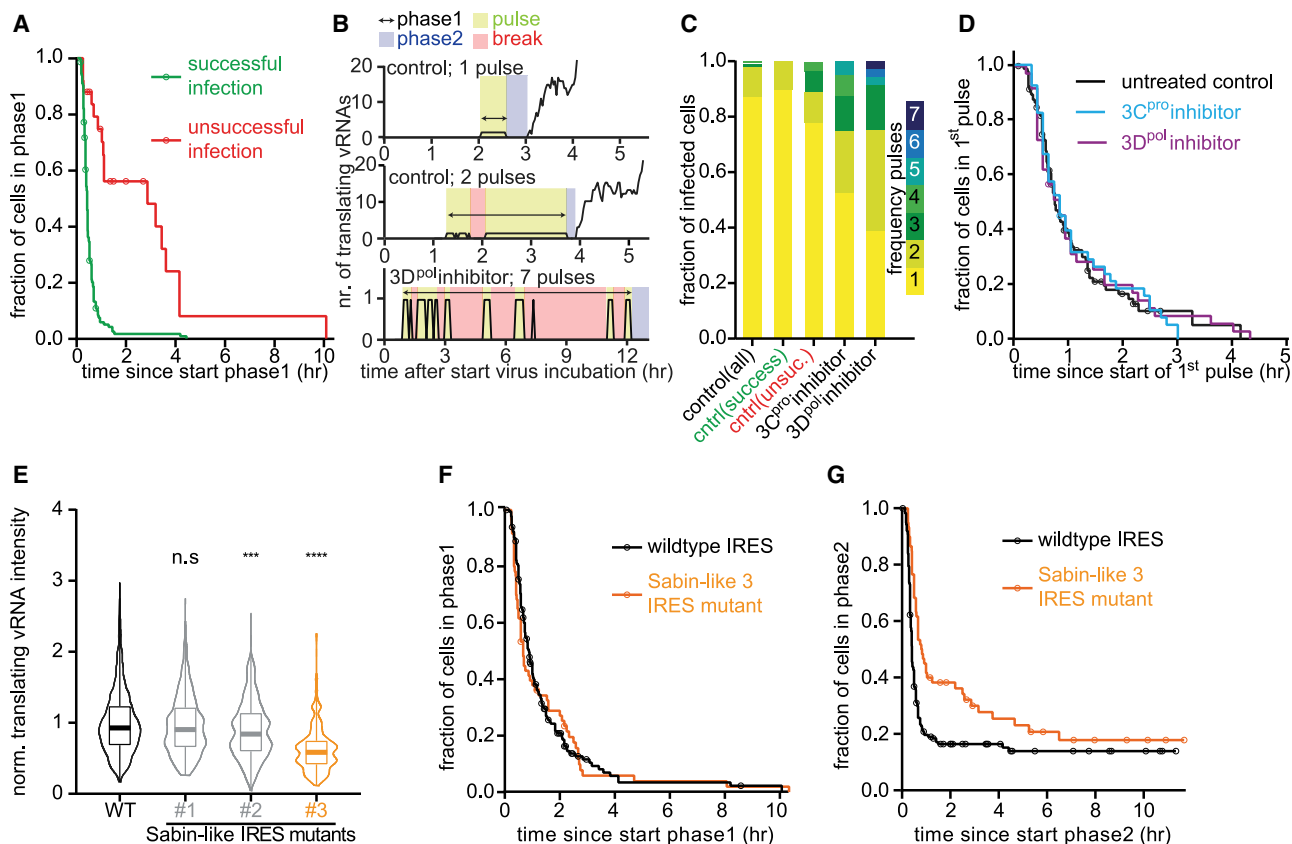 A
fraction of cells in phase1
1.0
0.8
0.6
0.4
0.2
0.0
successful
infection
unsuccessful
infection
0 2 4 6 8 10
time since start phase1 (hr)
B
phase1 pulse
phase2 break
nr. of translating vRNAs
20
10
0
control; 1 pulse
0 1 2 3 4 5
20
10
0
control; 2 pulses
0 1 2 3 4 5
3Dpol inhibitor; 7 pulses
1
0
0 3 6 9 12
time after start virus incubation (hr)
C
fraction of infected cells
1.0
0.8
0.6
0.4
0.2
0.0
control(all)
cntrl(success)
cntrl(unsuc.)
3Cpro inhibitor
3Dpol inhibitor
frequency pulses
7
6
5
4
3
2
1
D
fraction of cells in 1st pulse
1.0
0.8
0.6
0.4
0.2
0.0
untreated control
3Cpro inhibitor
3Dpol inhibitor
0 1 2 3 4 5
time since start of 1st pulse (hr)
E
norm. translating vRNA intensity
4
3
2
1
0
n.s *** ****
WT #1 #2 #3
Sabin-like IRES mutants
F
fraction of cells in phase1
1.0
0.8
0.6
0.4
0.2
0.0
wildtype IRES
Sabin-like 3
IRES mutant
0 2 4 6 8 10
time since start phase1 (hr)
G
fraction of cells in phase2
1.0
0.8
0.6
0.4
0.2
0
wildtype IRES
Sabin-like 3
IRES mutant
0 2 4 6 8 10
time since start phase2 (hr)